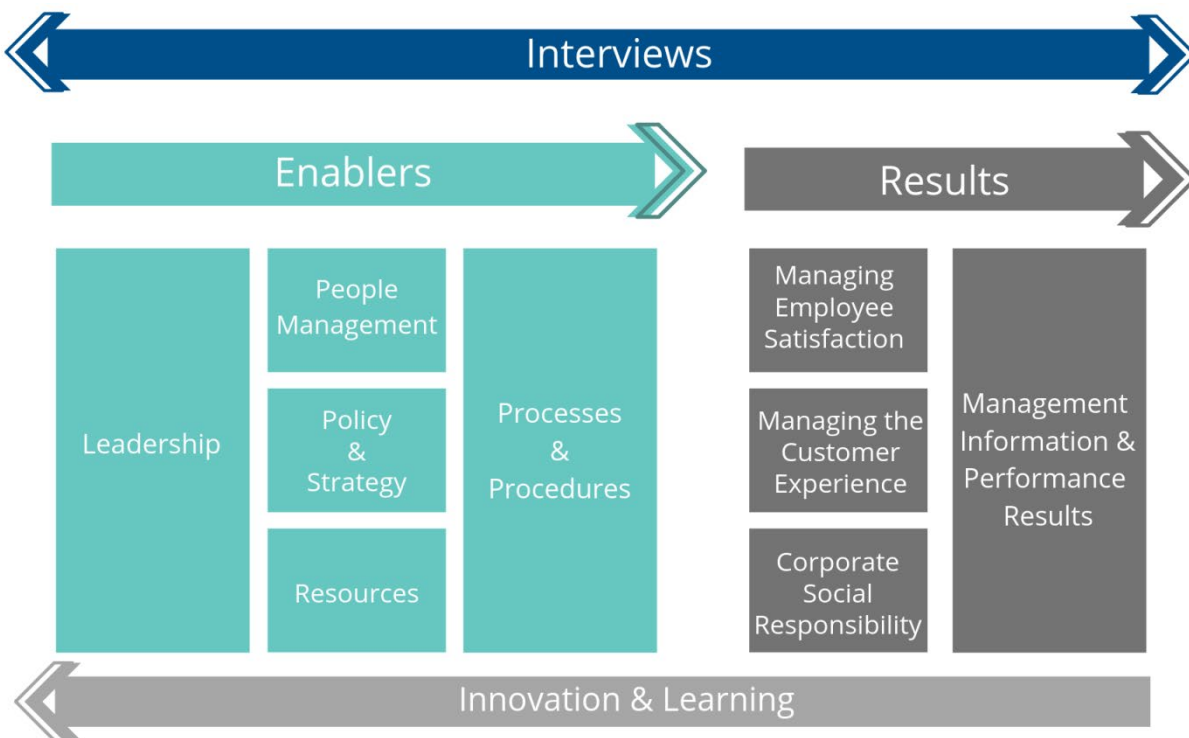 Interviews
Enablers
Results
Leadership
People
Management
Policy
&
Strategy
Resources
Processes
&
Procedures
Managing
Employee
Satisfaction
Managing the
Customer
Experience
Corporate
Social
Responsibility
Management
Information &
Performance
Results
Innovation & Learning